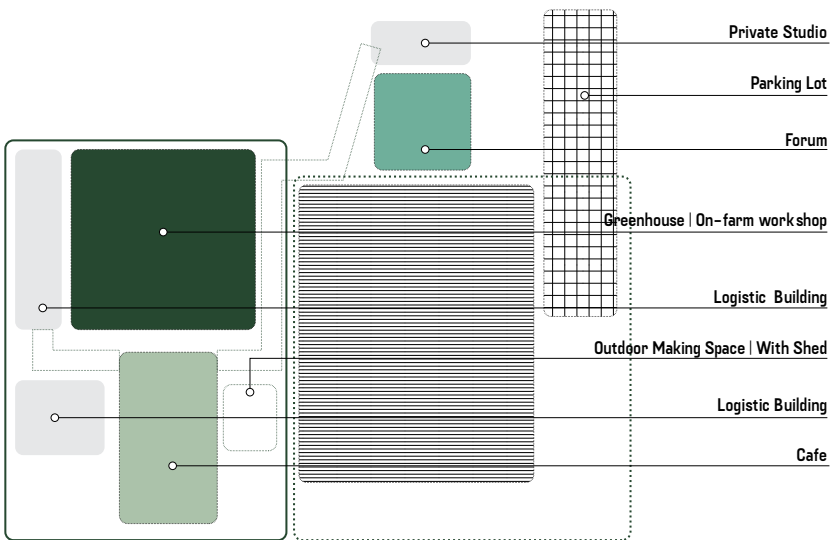 Private Studio
Parking Lot
Forum
Greenhouse | On-farm workshop
Logistic Building
Outdoor Making Space | With Shed
Logistic Building
Cafe